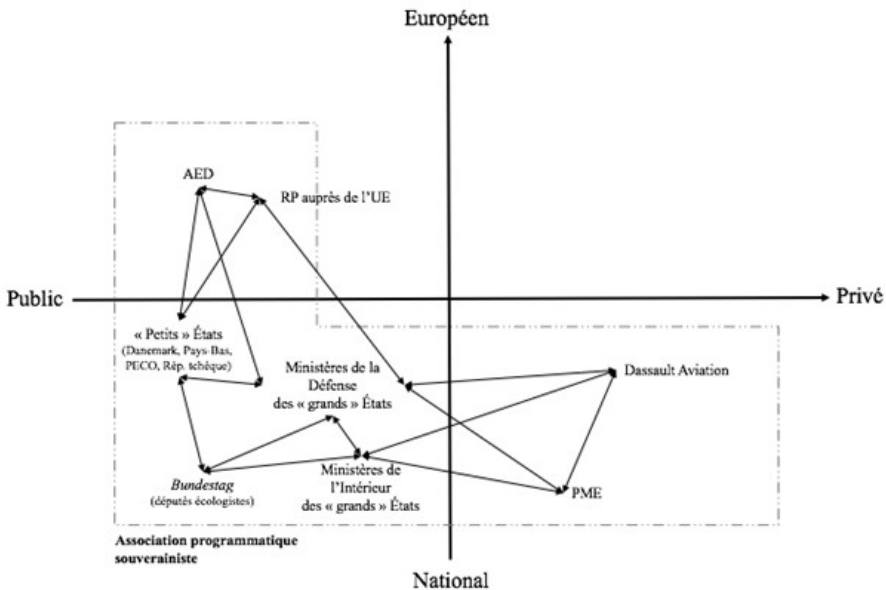 Européen
AED
RP auprès de l'UE
Public
Privé
« Petits » États
(Danemark, Pays-Bas,
PECO, Rép. tchèque)
Ministères de la
Défense
des « grands » États
Dassault Aviation
Bundestag
(députés écologistes)
Ministères de
l'Intérieur
des « grands » États
PME
Association programmatique
souverainiste
National